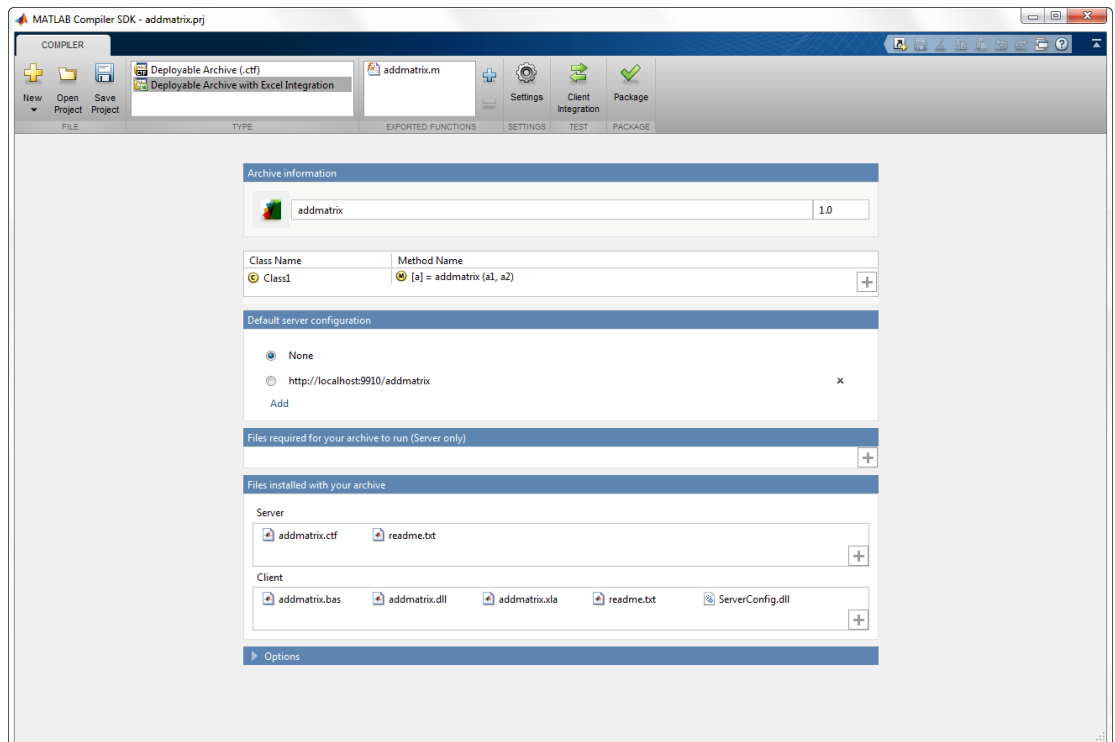 MATLAB Compiler SDK - addmatrix.prj
COMPILER
New
Open Project
Save Project
FILE
Deployable Archive (.ctf)
Deployable Archive with Excel Integration
TYPE
addmatrix.m
EXPORTED FUNCTIONS
Settings
SETTINGS
Client Integration
TEST
Package
PACKAGE
Archive information
addmatrix 1.0
Class Name Method Name
Class1 [a] = addmatrix (a1, a2)
Default server configuration
None
http://localhost:9910/addmatrix
Add
Files required for your archive to run (Server only)
Files installed with your archive
Server
addmatrix.ctf readme.txt
Client
addmatrix.bas addmatrix.dll addmatrix.xla readme.txt ServerConfig.dll
Options